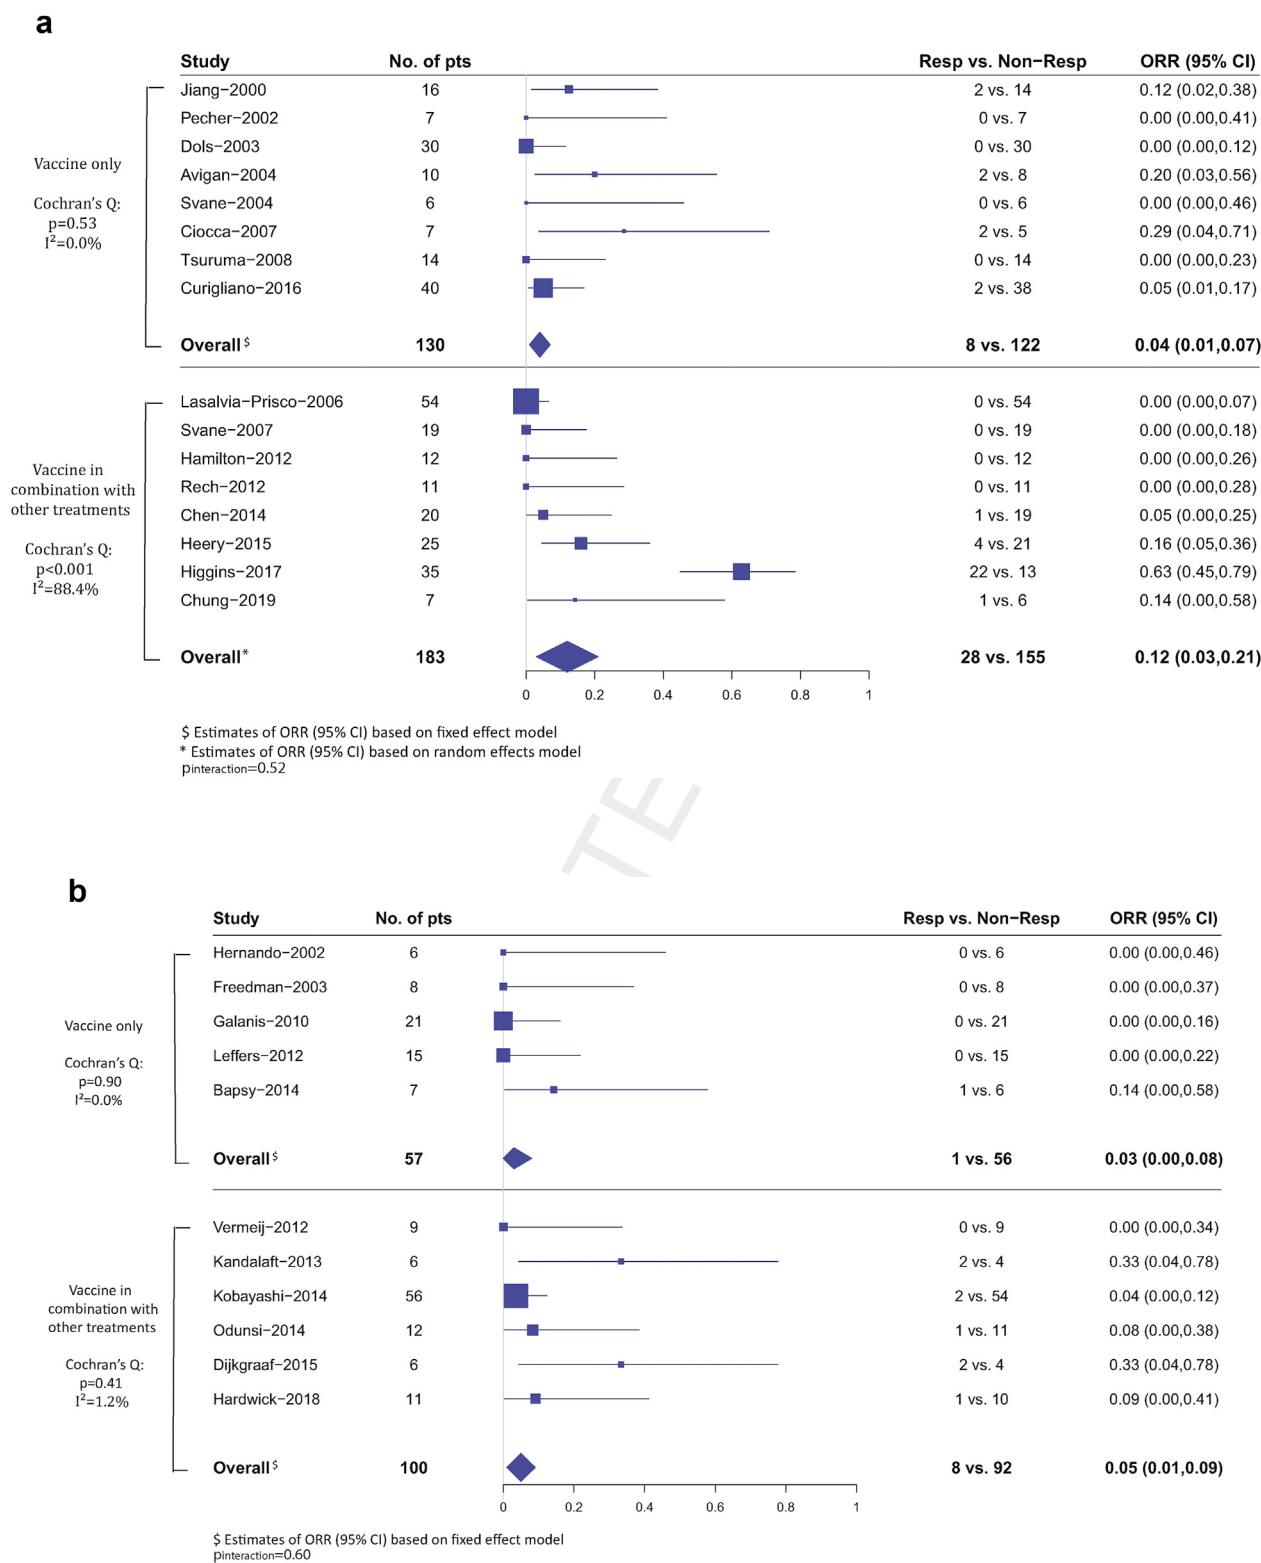 a
Study No. of pts Resp vs. Non−Resp ORR (95% CI)
Jiang−2000 16 2 vs. 14 0.12 (0.02,0.38)
Pecher−2002 7 0 vs. 7 0.00 (0.00,0.41)
Dols−2003 30 0 vs. 30 0.00 (0.00,0.12)
Avigan−2004 10 2 vs. 8 0.20 (0.03,0.56)
Svane−2004 6 0 vs. 6 0.00 (0.00,0.46)
Ciocca−2007 7 2 vs. 5 0.29 (0.04,0.71)
Tsuruma−2008 14 0 vs. 14 0.00 (0.00,0.23)
Curigliano−2016 40 2 vs. 38 0.05 (0.01,0.17)
Overall$ 130 8 vs. 122 0.04 (0.01,0.07)
Vaccine only
Cochran's Q:
p=0.53
I²=0.0%
Lasalvia−Prisco−2006 54 0 vs. 54 0.00 (0.00,0.07)
Svane−2007 19 0 vs. 19 0.00 (0.00,0.18)
Hamilton−2012 12 0 vs. 12 0.00 (0.00,0.26)
Rech−2012 11 0 vs. 11 0.00 (0.00,0.28)
Chen−2014 20 1 vs. 19 0.05 (0.00,0.25)
Heery−2015 25 4 vs. 21 0.16 (0.05,0.36)
Higgins−2017 35 22 vs. 13 0.63 (0.45,0.79)
Chung−2019 7 1 vs. 6 0.14 (0.00,0.58)
Overall* 183 28 vs. 155 0.12 (0.03,0.21)
Vaccine in
combination with
other treatments
Cochran's Q:
p<0.001
I²=88.4%
0 0.2 0.4 0.6 0.8 1
$ Estimates of ORR (95% CI) based on fixed effect model
* Estimates of ORR (95% CI) based on random effects model
pinteraction=0.52
TE
b
Study No. of pts Resp vs. Non−Resp ORR (95% CI)
Hernando−2002 6 0 vs. 6 0.00 (0.00,0.46)
Freedman−2003 8 0 vs. 8 0.00 (0.00,0.37)
Galanis−2010 21 0 vs. 21 0.00 (0.00,0.16)
Leffers−2012 15 0 vs. 15 0.00 (0.00,0.22)
Bapsy−2014 7 1 vs. 6 0.14 (0.00,0.58)
Overall$ 57 1 vs. 56 0.03 (0.00,0.08)
Vaccine only
Cochran's Q:
p=0.90
I²=0.0%
Vermeij−2012 9 0 vs. 9 0.00 (0.00,0.34)
Kandalaft−2013 6 2 vs. 4 0.33 (0.04,0.78)
Kobayashi−2014 56 2 vs. 54 0.04 (0.00,0.12)
Odunsi−2014 12 1 vs. 11 0.08 (0.00,0.38)
Dijkgraaf−2015 6 2 vs. 4 0.33 (0.04,0.78)
Hardwick−2018 11 1 vs. 10 0.09 (0.00,0.41)
Overall$ 100 8 vs. 92 0.05 (0.01,0.09)
Vaccine in
combination with
other treatments
Cochran's Q:
p=0.41
I²=1.2%
0 0.2 0.4 0.6 0.8 1
$ Estimates of ORR (95% CI) based on fixed effect model
pinteraction=0.60